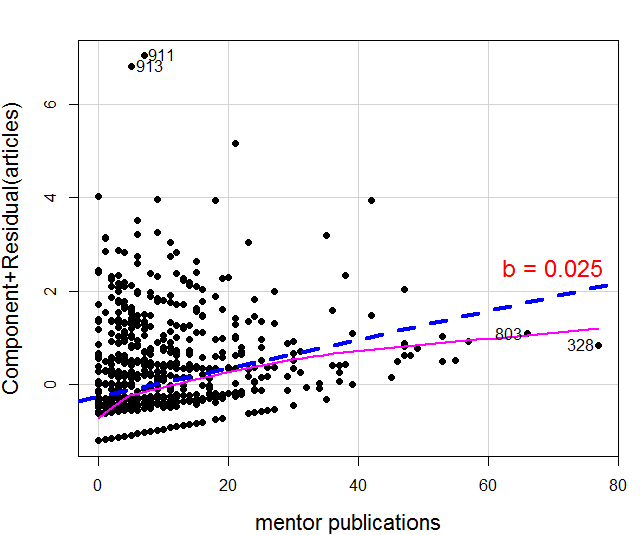 911
913
6
4
b = 0.025
2
803
328
0
Component+Residual(articles)
0 20 40 60 80
mentor publications